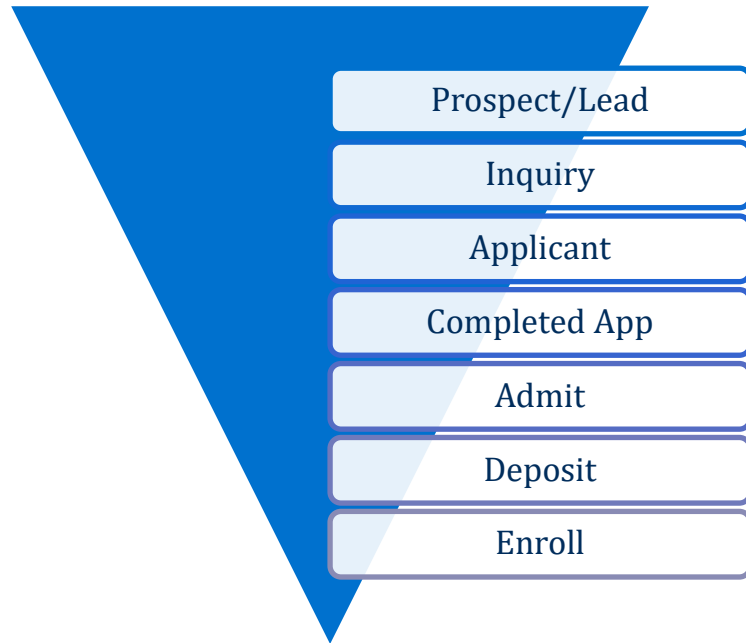 Prospect/Lead
Inquiry
Applicant
Completed App
Admit
Deposit
Enroll